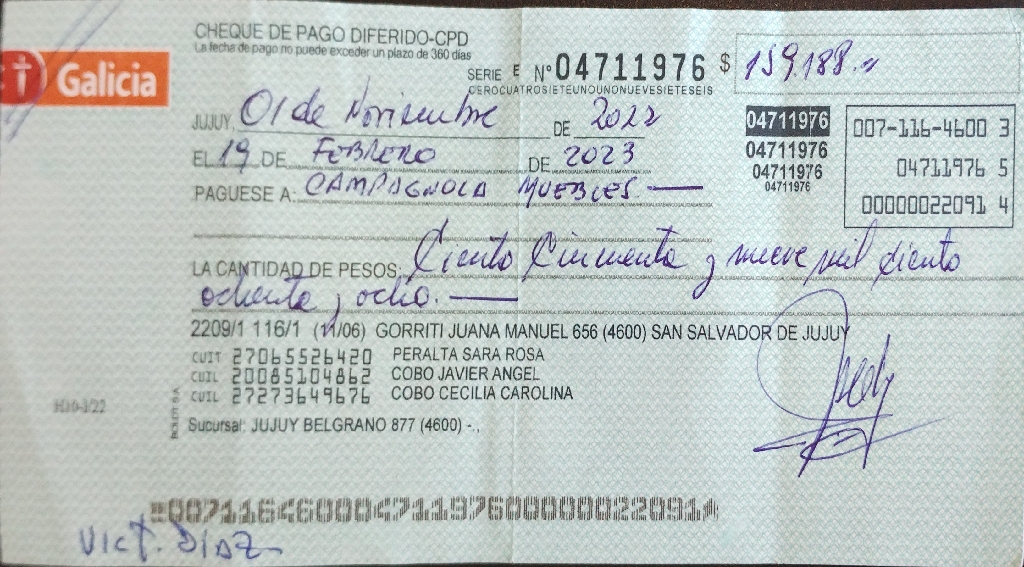 CHEQUE DE PAGO DIFERIDO-CPD
La fecha de pago no puede exceder un plazo de 360 días
Galicia
SERIE E Nº 04711976 $ 159.188.=
CEROCUATROSIETEUNOUNONUEVESIETESEIS
JUJUY, 01 de Noviembre DE 2022
EL 19 DE FEBRERO DE 2023
PAGUESE A: CAMPAGNOLA MUEBLES
04711976
04711976
04711976
04711976
007-116-4600 3
04711976 5
00000022091 4
LA CANTIDAD DE PESOS: Ciento Cincuenta y nueve mil ciento
ochenta y ocho.
2209/1 116/1 (11/06) GORRITI JUANA MANUEL 656 (4600) SAN SALVADOR DE JUJUY
CUIT 27065526420 PERALTA SARA ROSA
CUIL 20085104862 COBO JAVIER ANGEL
CUIL 27273649676 COBO CECILIA CAROLINA
Sucursal: JUJUY BELGRANO 877 (4600) -.,
VICT. DIAZ